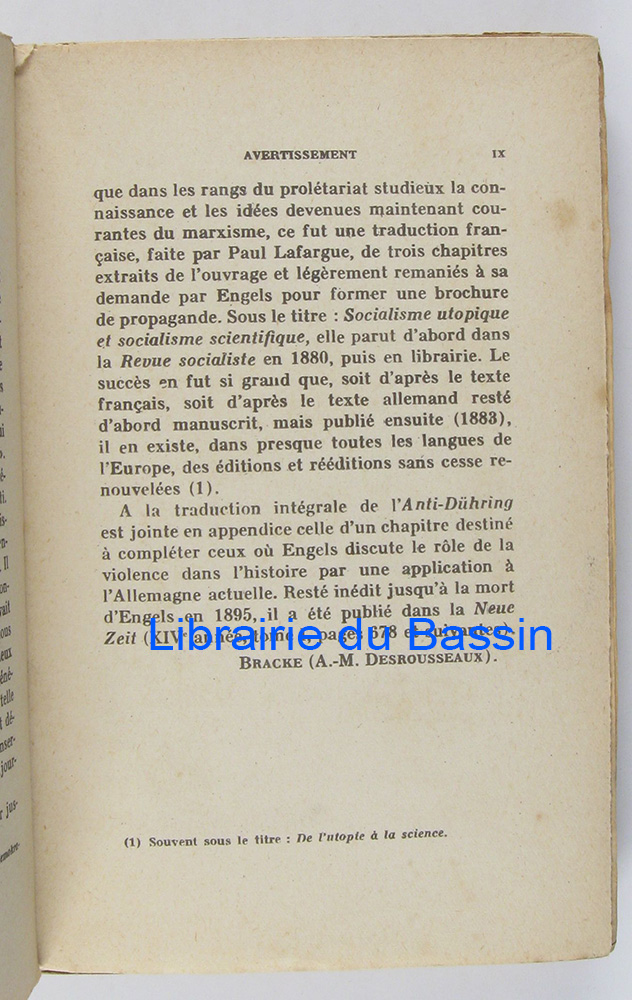 AVERTISSEMENT IX
que dans les rangs du prolétariat studieux la con-
naissance et les idées devenues maintenant cou-
rantes du marxisme, ce fut une traduction fran-
çaise, faite par Paul Lafargue, de trois chapitres
extraits de l'ouvrage et légèrement remaniés à sa
demande par Engels pour former une brochure
de propagande. Sous le titre : Socialisme utopique
et socialisme scientifique, elle parut d'abord dans
la Revue socialiste en 1880, puis en librairie. Le
succès en fut si grand que, soit d'après le texte
français, soit d'après le texte allemand resté
d'abord manuscrit, mais publié ensuite (1883),
il en existe, dans presque toutes les langues de
l'Europe, des éditions et rééditions sans cesse re-
nouvelées (1).
A la traduction intégrale de l'Anti-Dühring
est jointe en appendice celle d'un chapitre destiné
à compléter ceux où Engels discute le rôle de la
violence dans l'histoire par une application à
l'Allemagne actuelle. Resté inédit jusqu'à la mort
d'Engels en 1895, il a été publié dans la Neue
Zeit (XIVe année, tome pages 678 et suivantes).
Librairie du Bassin
BRACKE (A.-M. DESROUSSEAUX).
(1) Souvent sous le titre : De l'utopie à la science.